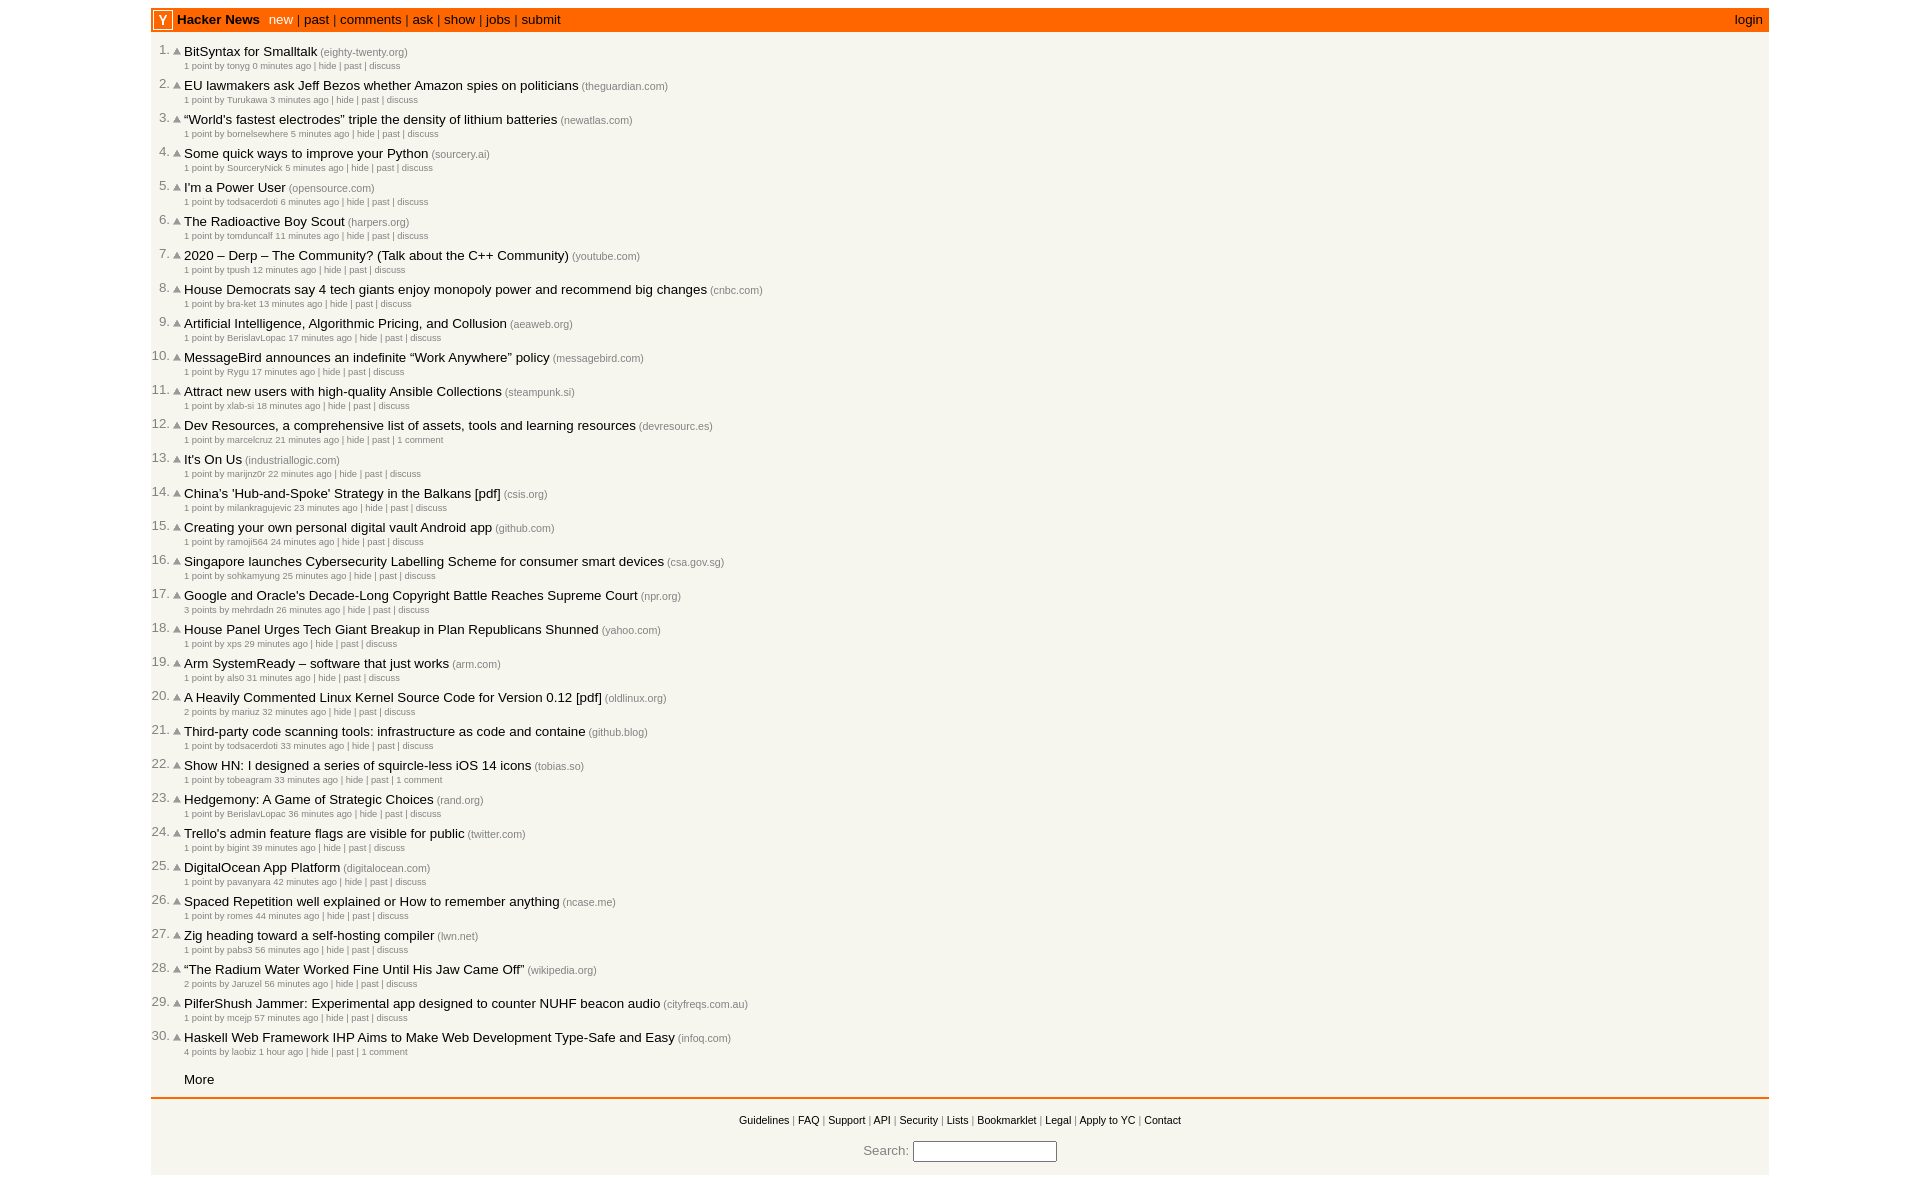 Y Hacker News new | past | comments | ask | show | jobs | submit login
1. BitSyntax for Smalltalk (eighty-twenty.org)
1 point by tonyg 0 minutes ago | hide | past | discuss
2. EU lawmakers ask Jeff Bezos whether Amazon spies on politicians (theguardian.com)
1 point by Turukawa 3 minutes ago | hide | past | discuss
3. “World's fastest electrodes” triple the density of lithium batteries (newatlas.com)
1 point by bornelsewhere 5 minutes ago | hide | past | discuss
4. Some quick ways to improve your Python (sourcery.ai)
1 point by SourceryNick 5 minutes ago | hide | past | discuss
5. I'm a Power User (opensource.com)
1 point by todsacerdoti 6 minutes ago | hide | past | discuss
6. The Radioactive Boy Scout (harpers.org)
1 point by tomduncalf 11 minutes ago | hide | past | discuss
7. 2020 – Derp – The Community? (Talk about the C++ Community) (youtube.com)
1 point by tpush 12 minutes ago | hide | past | discuss
8. House Democrats say 4 tech giants enjoy monopoly power and recommend big changes (cnbc.com)
1 point by bra-ket 13 minutes ago | hide | past | discuss
9. Artificial Intelligence, Algorithmic Pricing, and Collusion (aeaweb.org)
1 point by BerislavLopac 17 minutes ago | hide | past | discuss
10. MessageBird announces an indefinite “Work Anywhere” policy (messagebird.com)
1 point by Rygu 17 minutes ago | hide | past | discuss
11. Attract new users with high-quality Ansible Collections (steampunk.si)
1 point by xlab-si 18 minutes ago | hide | past | discuss
12. Dev Resources, a comprehensive list of assets, tools and learning resources (devresourc.es)
1 point by marcelcruz 21 minutes ago | hide | past | 1 comment
13. It's On Us (industriallogic.com)
1 point by marijnz0r 22 minutes ago | hide | past | discuss
14. China's 'Hub-and-Spoke' Strategy in the Balkans [pdf] (csis.org)
1 point by milankragujevic 23 minutes ago | hide | past | discuss
15. Creating your own personal digital vault Android app (github.com)
1 point by ramoji564 24 minutes ago | hide | past | discuss
16. Singapore launches Cybersecurity Labelling Scheme for consumer smart devices (csa.gov.sg)
1 point by sohkamyung 25 minutes ago | hide | past | discuss
17. Google and Oracle's Decade-Long Copyright Battle Reaches Supreme Court (npr.org)
3 points by mehrdadn 26 minutes ago | hide | past | discuss
18. House Panel Urges Tech Giant Breakup in Plan Republicans Shunned (yahoo.com)
1 point by xps 29 minutes ago | hide | past | discuss
19. Arm SystemReady – software that just works (arm.com)
1 point by als0 31 minutes ago | hide | past | discuss
20. A Heavily Commented Linux Kernel Source Code for Version 0.12 [pdf] (oldlinux.org)
2 points by mariuz 32 minutes ago | hide | past | discuss
21. Third-party code scanning tools: infrastructure as code and containe (github.blog)
1 point by todsacerdoti 33 minutes ago | hide | past | discuss
22. Show HN: I designed a series of squircle-less iOS 14 icons (tobias.so)
1 point by tobeagram 33 minutes ago | hide | past | 1 comment
23. Hedgemony: A Game of Strategic Choices (rand.org)
1 point by BerislavLopac 36 minutes ago | hide | past | discuss
24. Trello's admin feature flags are visible for public (twitter.com)
1 point by bigint 39 minutes ago | hide | past | discuss
25. DigitalOcean App Platform (digitalocean.com)
1 point by pavanyara 42 minutes ago | hide | past | discuss
26. Spaced Repetition well explained or How to remember anything (ncase.me)
1 point by romes 44 minutes ago | hide | past | discuss
27. Zig heading toward a self-hosting compiler (lwn.net)
1 point by pabs3 56 minutes ago | hide | past | discuss
28. “The Radium Water Worked Fine Until His Jaw Came Off” (wikipedia.org)
2 points by Jaruzel 56 minutes ago | hide | past | discuss
29. PilferShush Jammer: Experimental app designed to counter NUHF beacon audio (cityfreqs.com.au)
1 point by mcejp 57 minutes ago | hide | past | discuss
30. Haskell Web Framework IHP Aims to Make Web Development Type-Safe and Easy (infoq.com)
4 points by laobiz 1 hour ago | hide | past | 1 comment
More
Guidelines | FAQ | Support | API | Security | Lists | Bookmarklet | Legal | Apply to YC | Contact
Search: